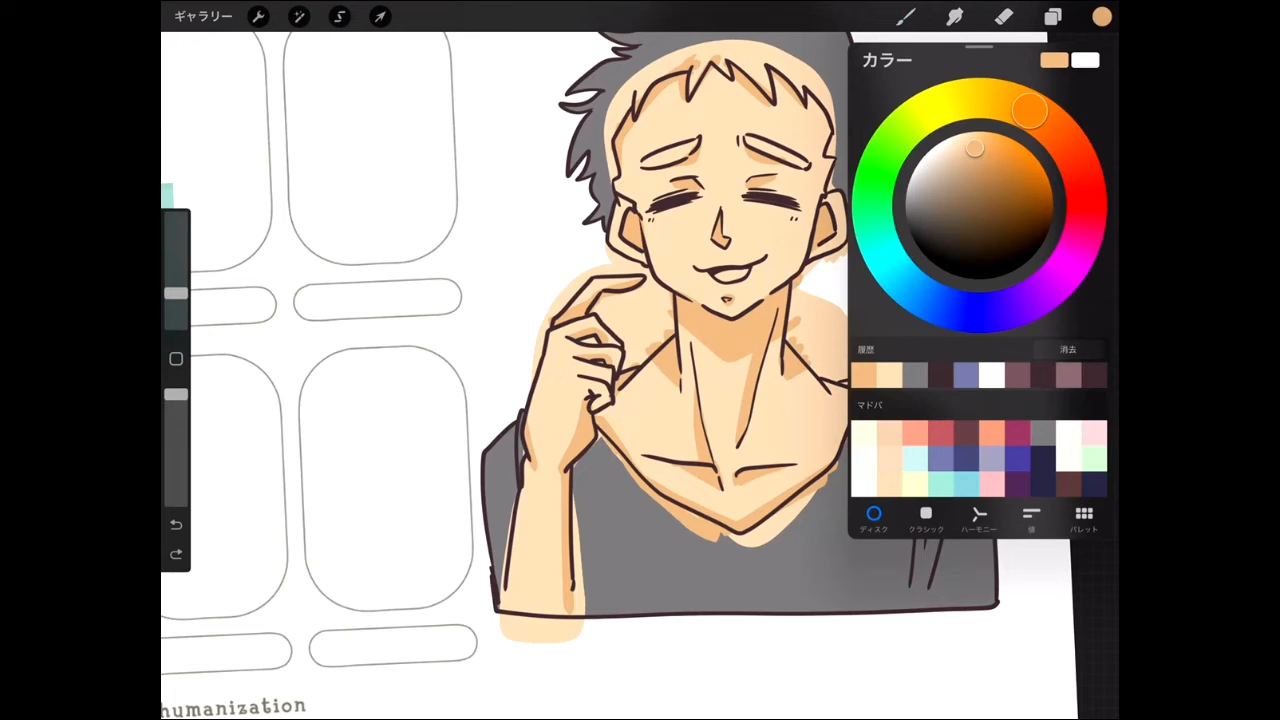 ギャラリー
カラー
履歴 消去
マドパ
ディスク クラシック ハーモニー 値 パレット
humanization